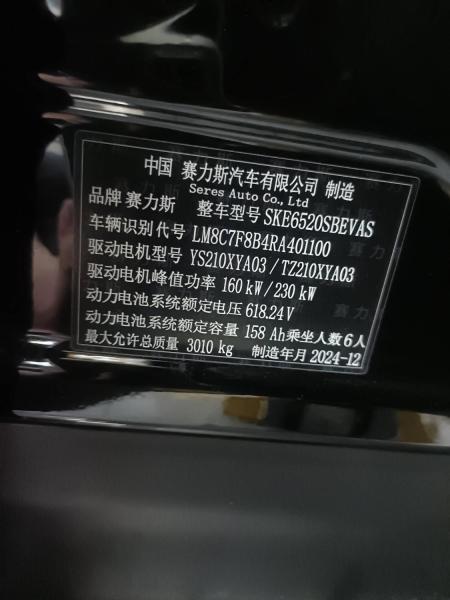 中国 赛力斯汽车有限公司 制造
Seres Auto Co., Ltd
品牌 赛力斯 整车型号 SKE6520SBEVAS
车辆识别代号 LM8C7F8B4RA401100
驱动电机型号 YS210XYA03 / TZ210XYA03
驱动电机峰值功率 160 kW / 230 kW
动力电池系统额定电压 618.24 V
动力电池系统额定容量 158 Ah 乘坐人数 6 人
最大允许总质量 3010 kg 制造年月 2024-12